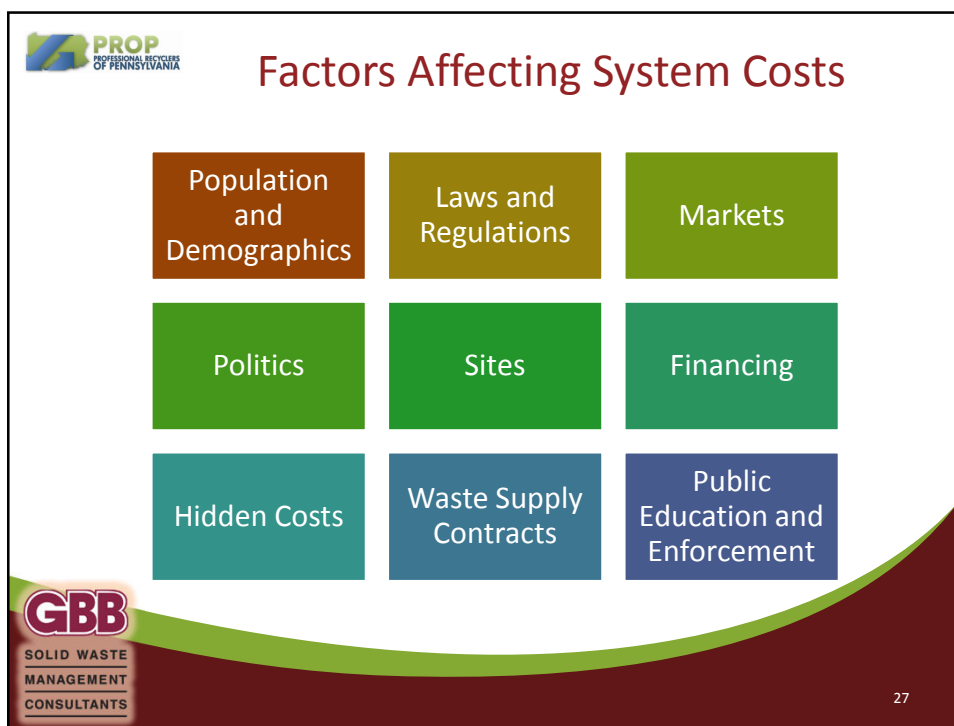 PROP
PROFESSIONAL RECYCLERS
OF PENNSYLVANIA
Factors Affecting System Costs
Population
and
Demographics
Laws and
Regulations
Markets
Politics
Sites
Financing
Hidden Costs
Waste Supply
Contracts
Public
Education and
Enforcement
GBB
SOLID WASTE
MANAGEMENT
CONSULTANTS
27